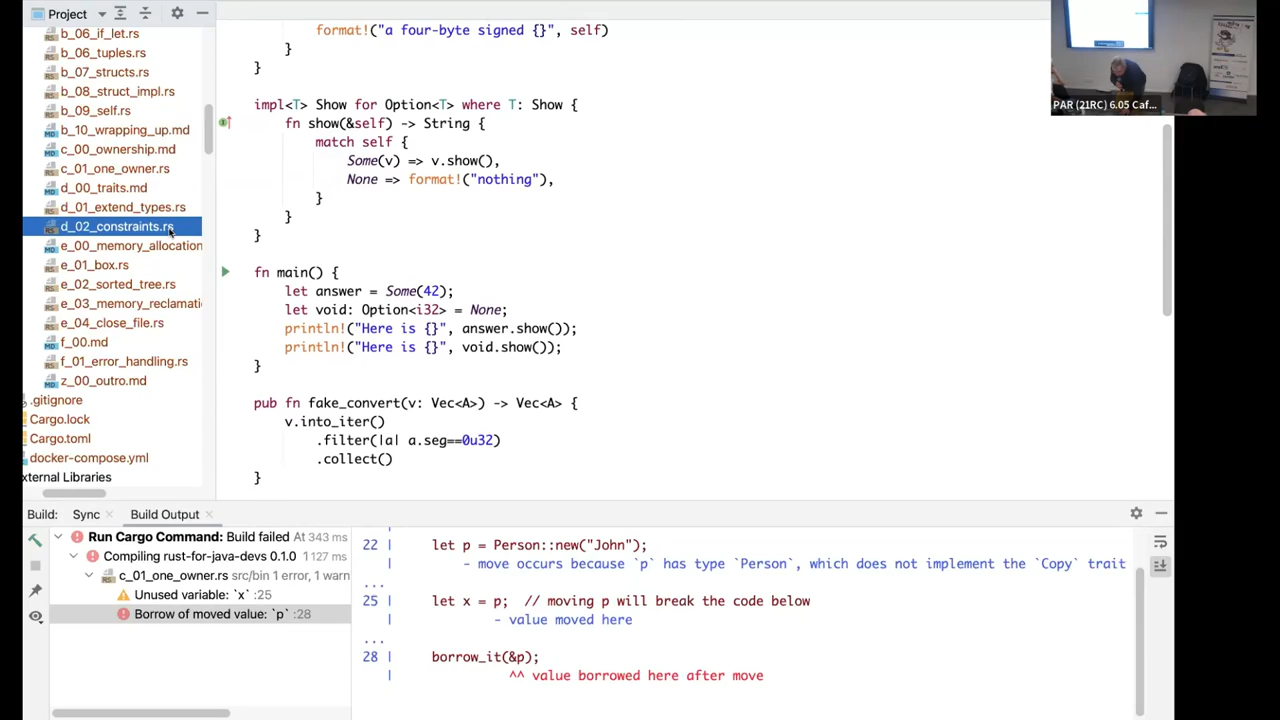 Project
b_06_if_let.rs
b_06_tuples.rs
b_07_structs.rs
b_08_struct_impl.rs
b_09_self.rs
b_10_wrapping_up.md
c_00_ownership.md
c_01_one_owner.rs
d_00_traits.md
d_01_extend_types.rs
d_02_constraints.rs
e_00_memory_allocation
e_01_box.rs
e_02_sorted_tree.rs
e_03_memory_reclamati
e_04_close_file.rs
f_00.md
f_01_error_handling.rs
z_00_outro.md
.gitignore
Cargo.lock
Cargo.toml
docker-compose.yml
xternal Libraries
format!("a four-byte signed {}", self)
}
}
impl<T> Show for Option<T> where T: Show {
fn show(&self) -> String {
match self {
Some(v) => v.show(),
None => format!("nothing"),
}
}
}
fn main() {
let answer = Some(42);
let void: Option<i32> = None;
println!("Here is {}", answer.show());
println!("Here is {}", void.show());
}
pub fn fake_convert(v: Vec<A>) -> Vec<A> {
v.into_iter()
.filter(|a| a.seg==0u32)
.collect()
}
PAR (21RC) 6.05 Caf...
Build: Sync × Build Output ×
Run Cargo Command: Build failed At 343 ms
Compiling rust-for-java-devs 0.1.0 1 127 ms
c_01_one_owner.rs src/bin 1 error, 1 warn
Unused variable: `x` :25
Borrow of moved value: `p` :28
22 | let p = Person::new("John");
| - move occurs because `p` has type `Person`, which does not implement the `Copy` trait
...
25 | let x = p; // moving p will break the code below
| - value moved here
...
28 | borrow_it(&p);
| ^^ value borrowed here after move